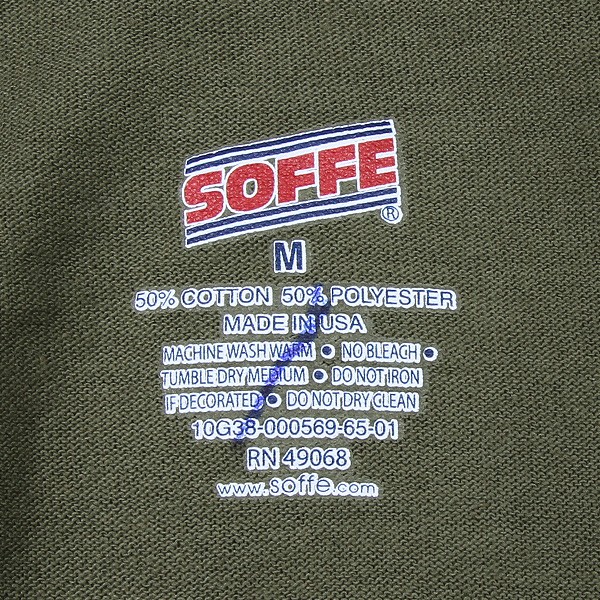 SOFFE®
M
50% COTTON 50% POLYESTER
MADE IN USA
MACHINE WASH WARM • NO BLEACH •
TUMBLE DRY MEDIUM • DO NOT IRON
IF DECORATED • DO NOT DRY CLEAN
10G38-000569-65-01
RN 49068
www.soffe.com